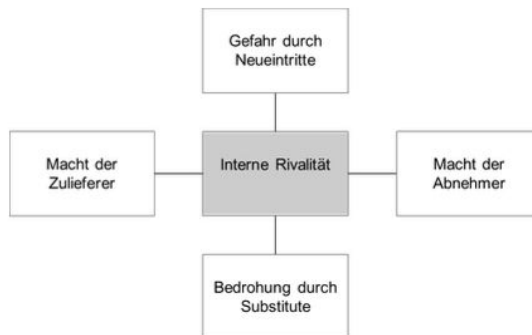 Gefahr durch
Neueintritte
Macht der
Zulieferer
Interne Rivalität
Macht der
Abnehmer
Bedrohung durch
Substitute